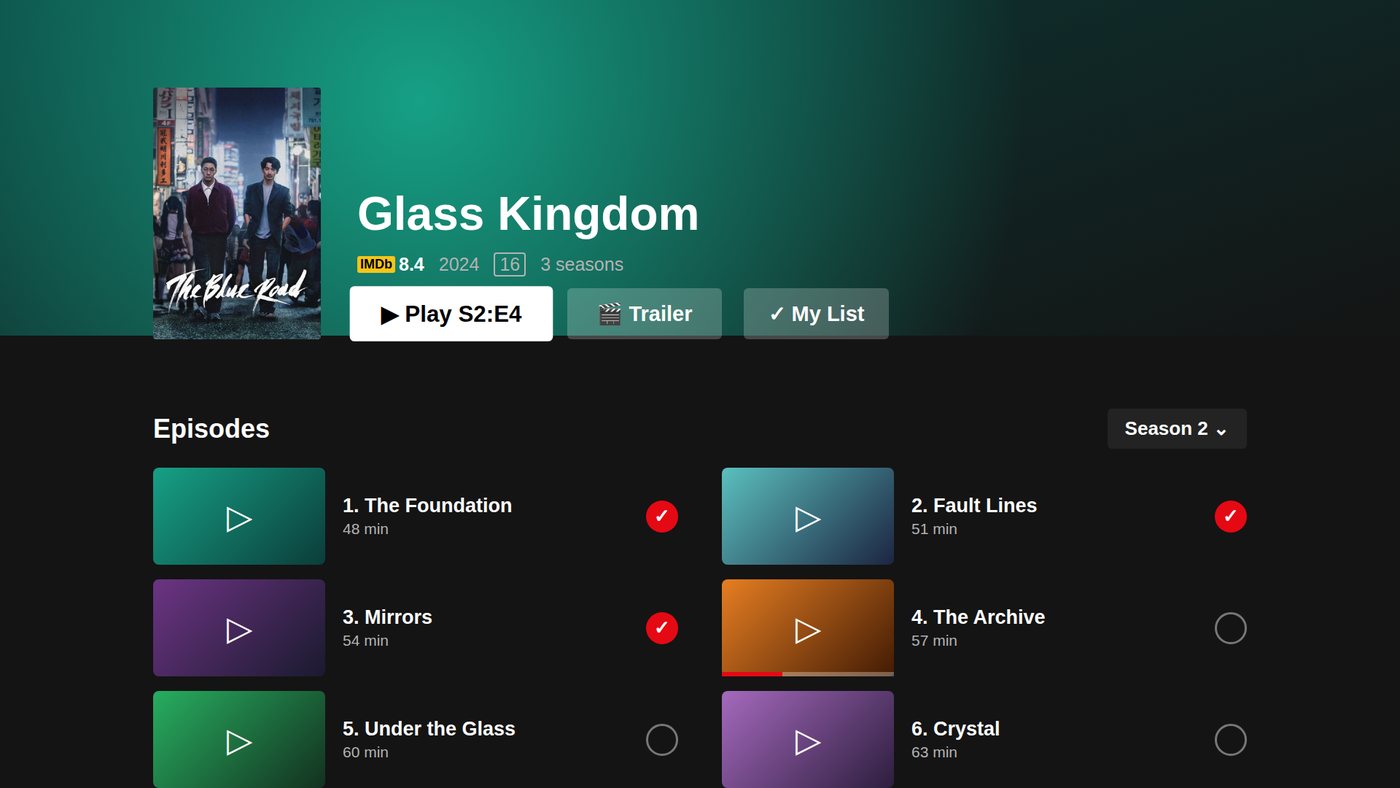 The Blue Road
Glass Kingdom
IMDb 8.4 2024 16 3 seasons
▶ Play S2:E4
🎬 Trailer
✓ My List
Episodes
Season 2
1. The Foundation
48 min
2. Fault Lines
51 min
3. Mirrors
54 min
4. The Archive
57 min
5. Under the Glass
60 min
6. Crystal
63 min